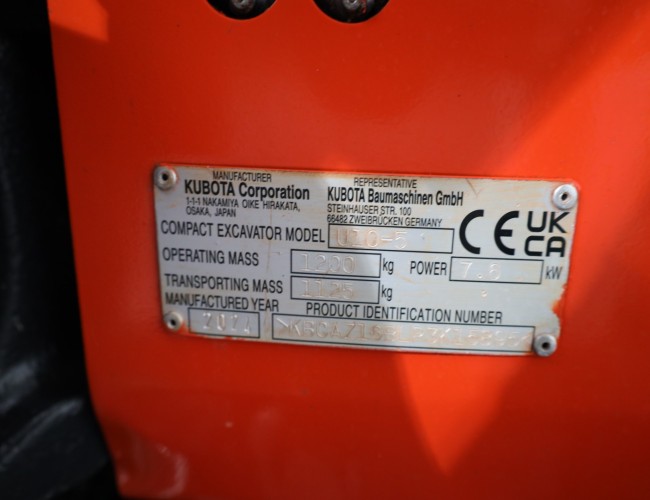 MANUFACTURER
KUBOTA Corporation
1-1-1 NAKAMIYA OIKE HIRAKATA,
OSAKA, JAPAN
REPRESENTATIVE
KUBOTA Baumaschinen GmbH
STEINHAUSER STR. 100
66482 ZWEIBRÜCKEN GERMANY
COMPACT EXCAVATOR MODEL U10-5
CE UK CA
OPERATING MASS 1220 kg POWER 7.6 kW
TRANSPORTING MASS kg
MANUFACTURED YEAR PRODUCT IDENTIFICATION NUMBER